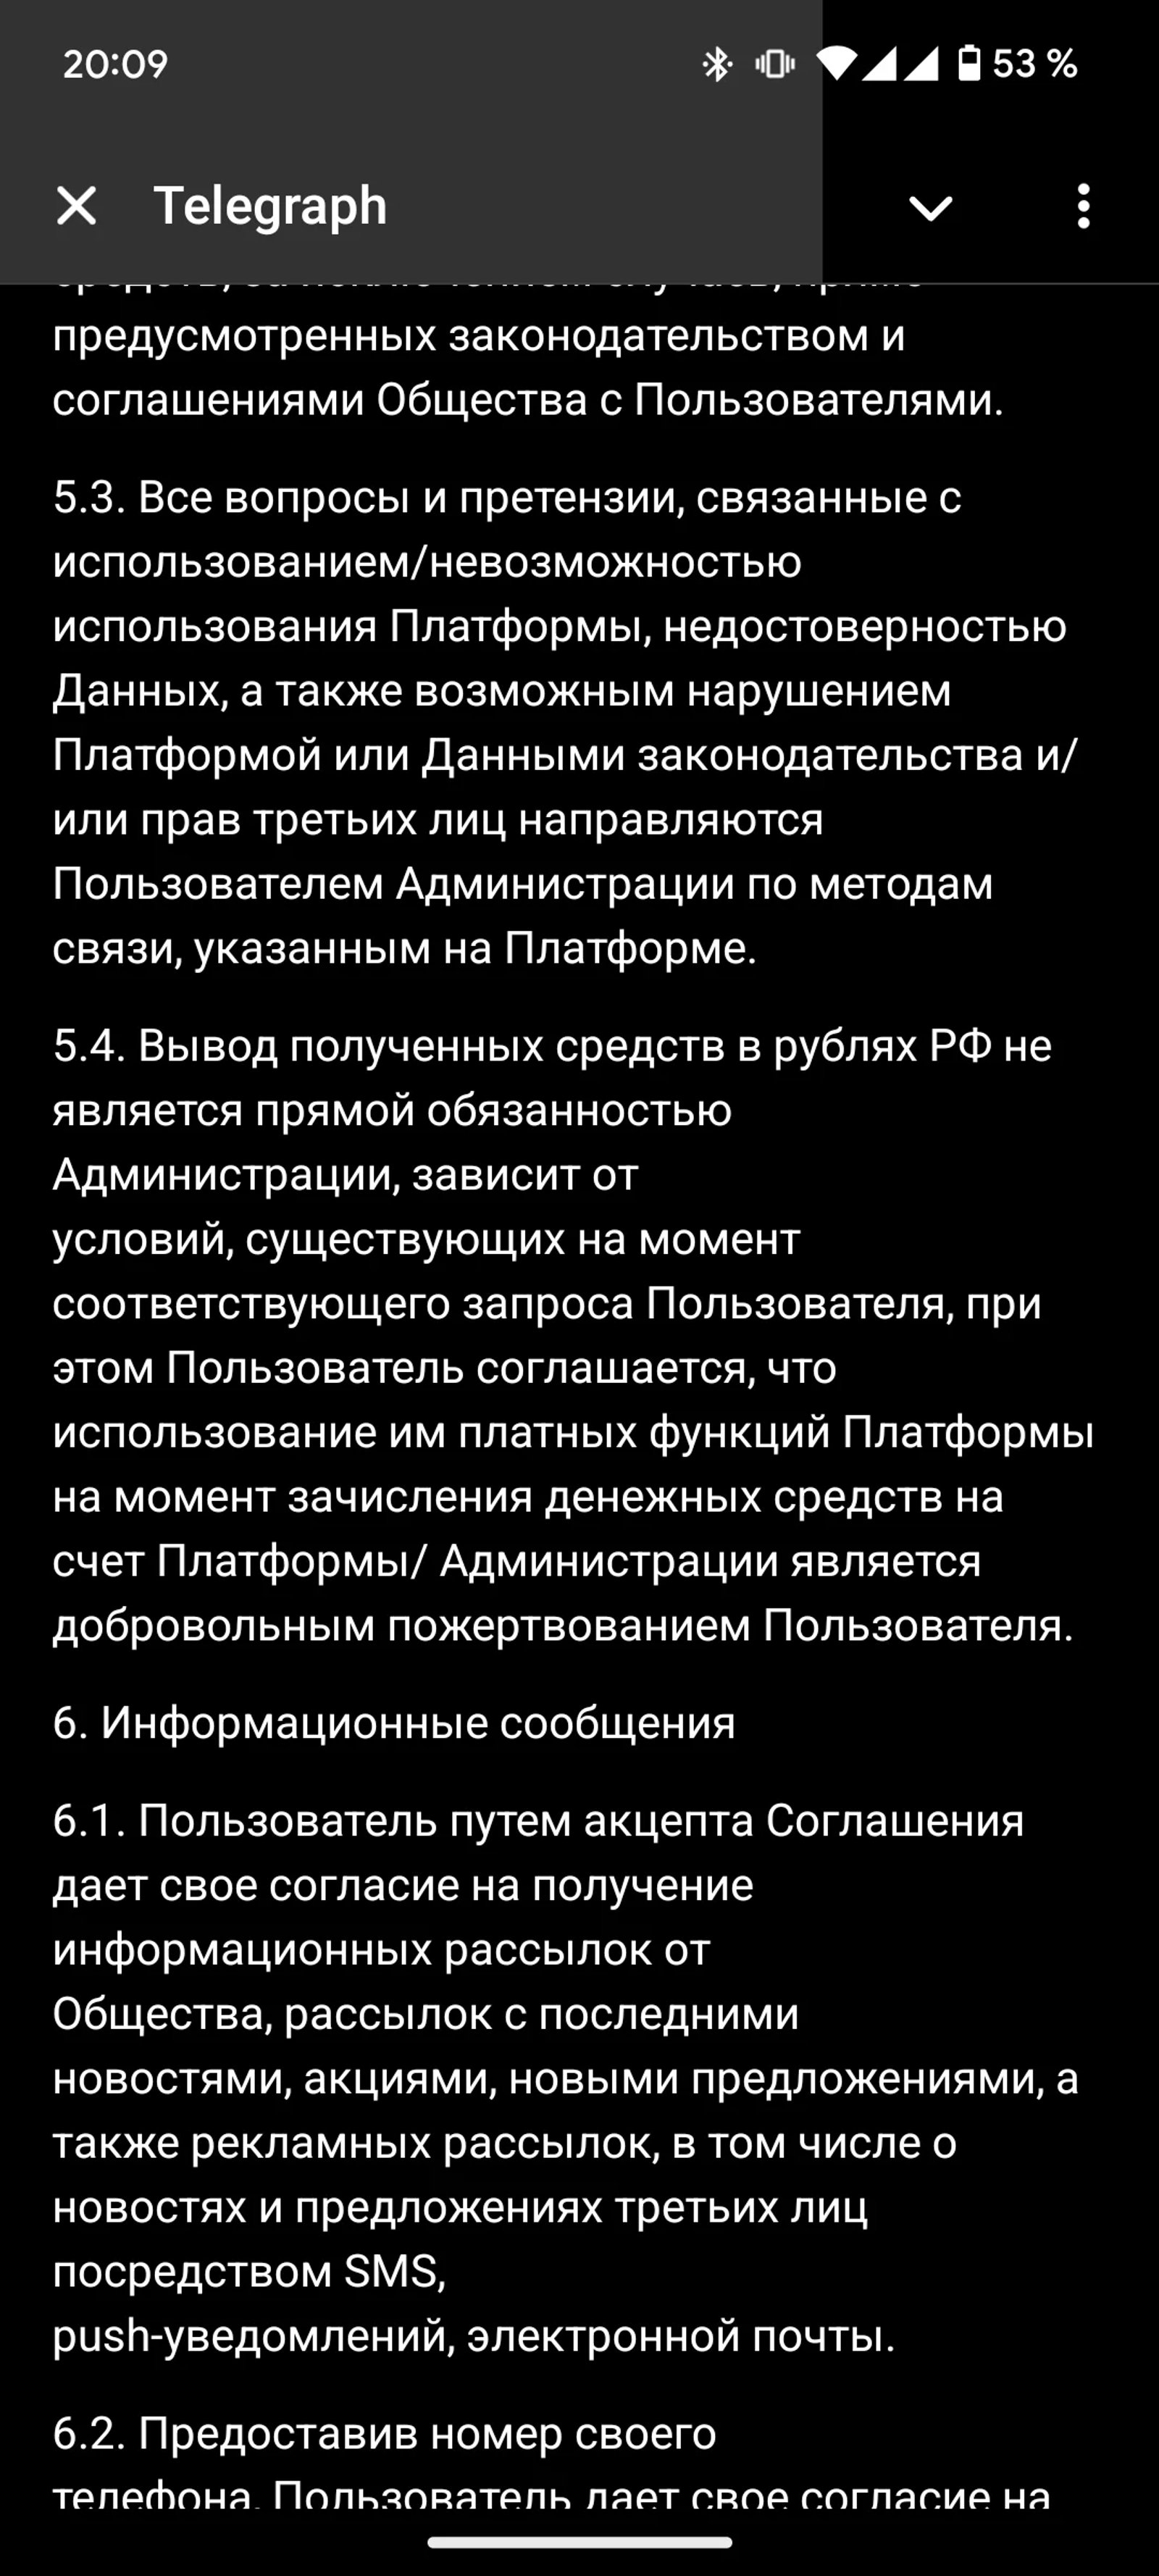 20:09
53 %
Telegraph
предусмотренных законодательством и
соглашениями Общества с Пользователями.
5.3. Все вопросы и претензии, связанные с
использованием/невозможностью
использования Платформы, недостоверностью
Данных, а также возможным нарушением
Платформой или Данными законодательства и/
или прав третьих лиц направляются
Пользователем Администрации по методам
связи, указанным на Платформе.
5.4. Вывод полученных средств в рублях РФ не
является прямой обязанностью
Администрации, зависит от
условий, существующих на момент
соответствующего запроса Пользователя, при
этом Пользователь соглашается, что
использование им платных функций Платформы
на момент зачисления денежных средств на
счет Платформы/ Администрации является
добровольным пожертвованием Пользователя.
6. Информационные сообщения
6.1. Пользователь путем акцепта Соглашения
дает свое согласие на получение
информационных рассылок от
Общества, рассылок с последними
новостями, акциями, новыми предложениями, а
также рекламных рассылок, в том числе о
новостях и предложениях третьих лиц
посредством SMS,
push-уведомлений, электронной почты.
6.2. Предоставив номер своего
телефона, Пользователь дает свое согласие на